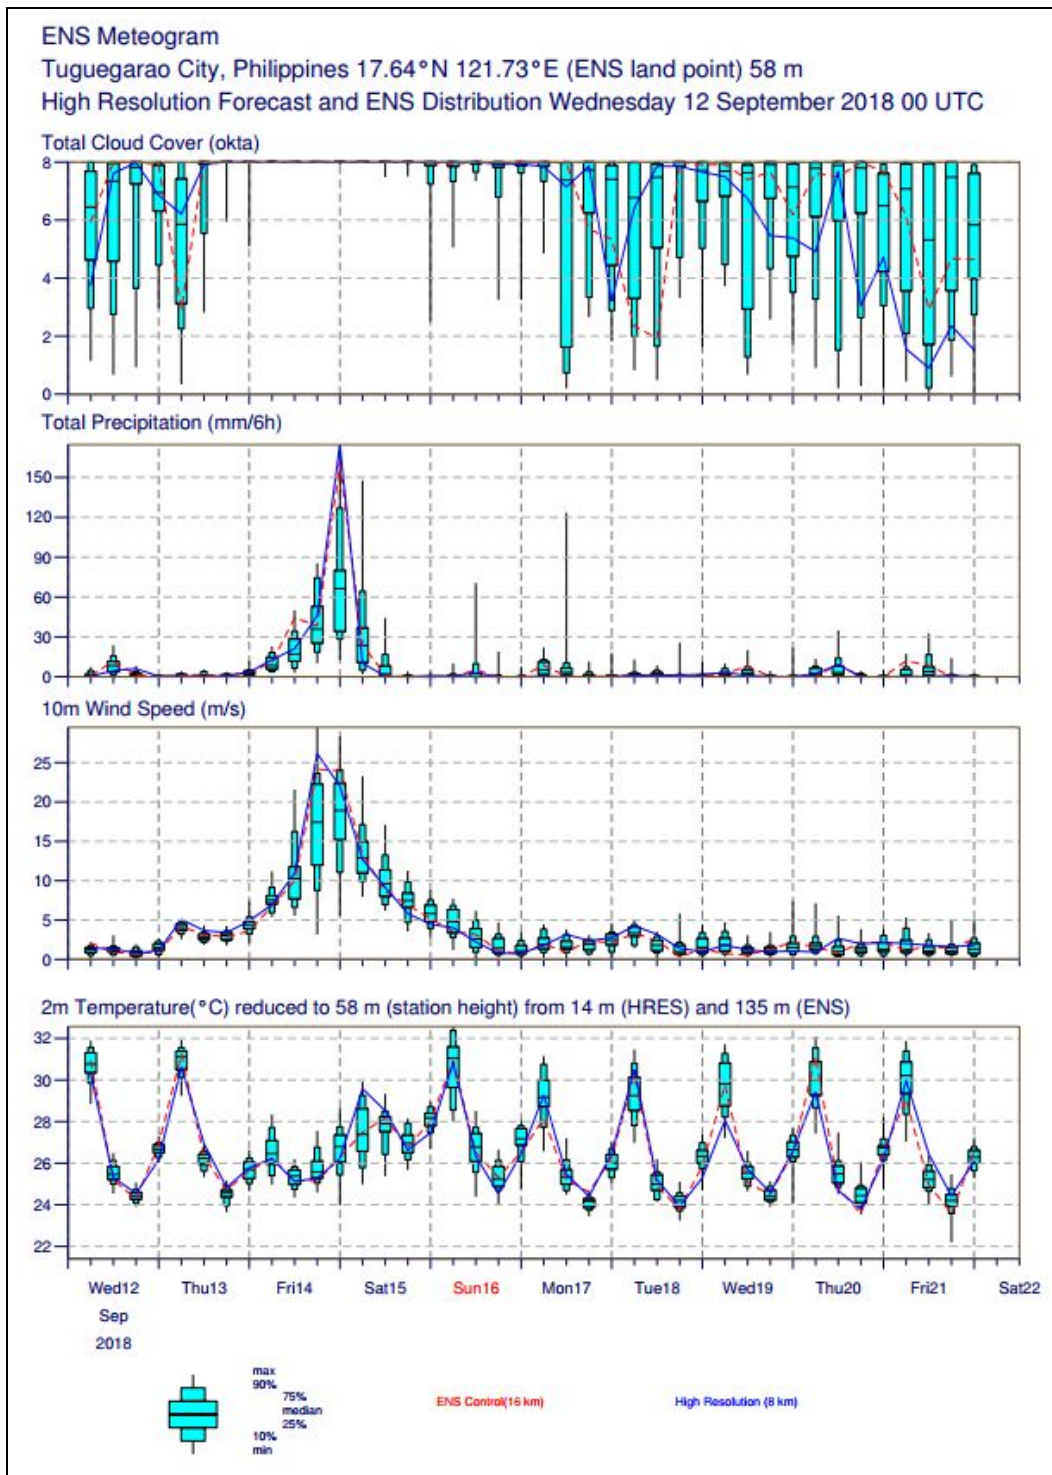 ENS Meteogram
Tuguegarao City, Philippines 17.64°N 121.73°E (ENS land point) 58 m
High Resolution Forecast and ENS Distribution Wednesday 12 September 2018 00 UTC
Total Cloud Cover (okta)
8
6
4
2
0
Total Precipitation (mm/6h)
150
120
90
60
30
0
10m Wind Speed (m/s)
25
20
15
10
5
0
2m Temperature(°C) reduced to 58 m (station height) from 14 m (HRES) and 135 m (ENS)
32
30
28
26
24
22
Wed12 Thu13 Fri14 Sat15 Sun16 Mon17 Tue18 Wed19 Thu20 Fri21 Sat22
Sep
2018
max
90%
75%
median
25%
10%
min
ENS Control(16 km)
High Resolution (8 km)